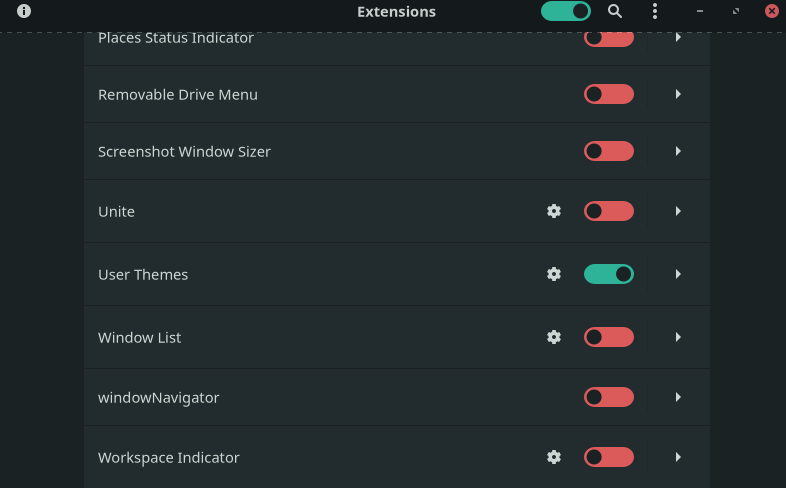 Extensions
Places Status Indicator
Removable Drive Menu
Screenshot Window Sizer
Unite
User Themes
Window List
windowNavigator
Workspace Indicator